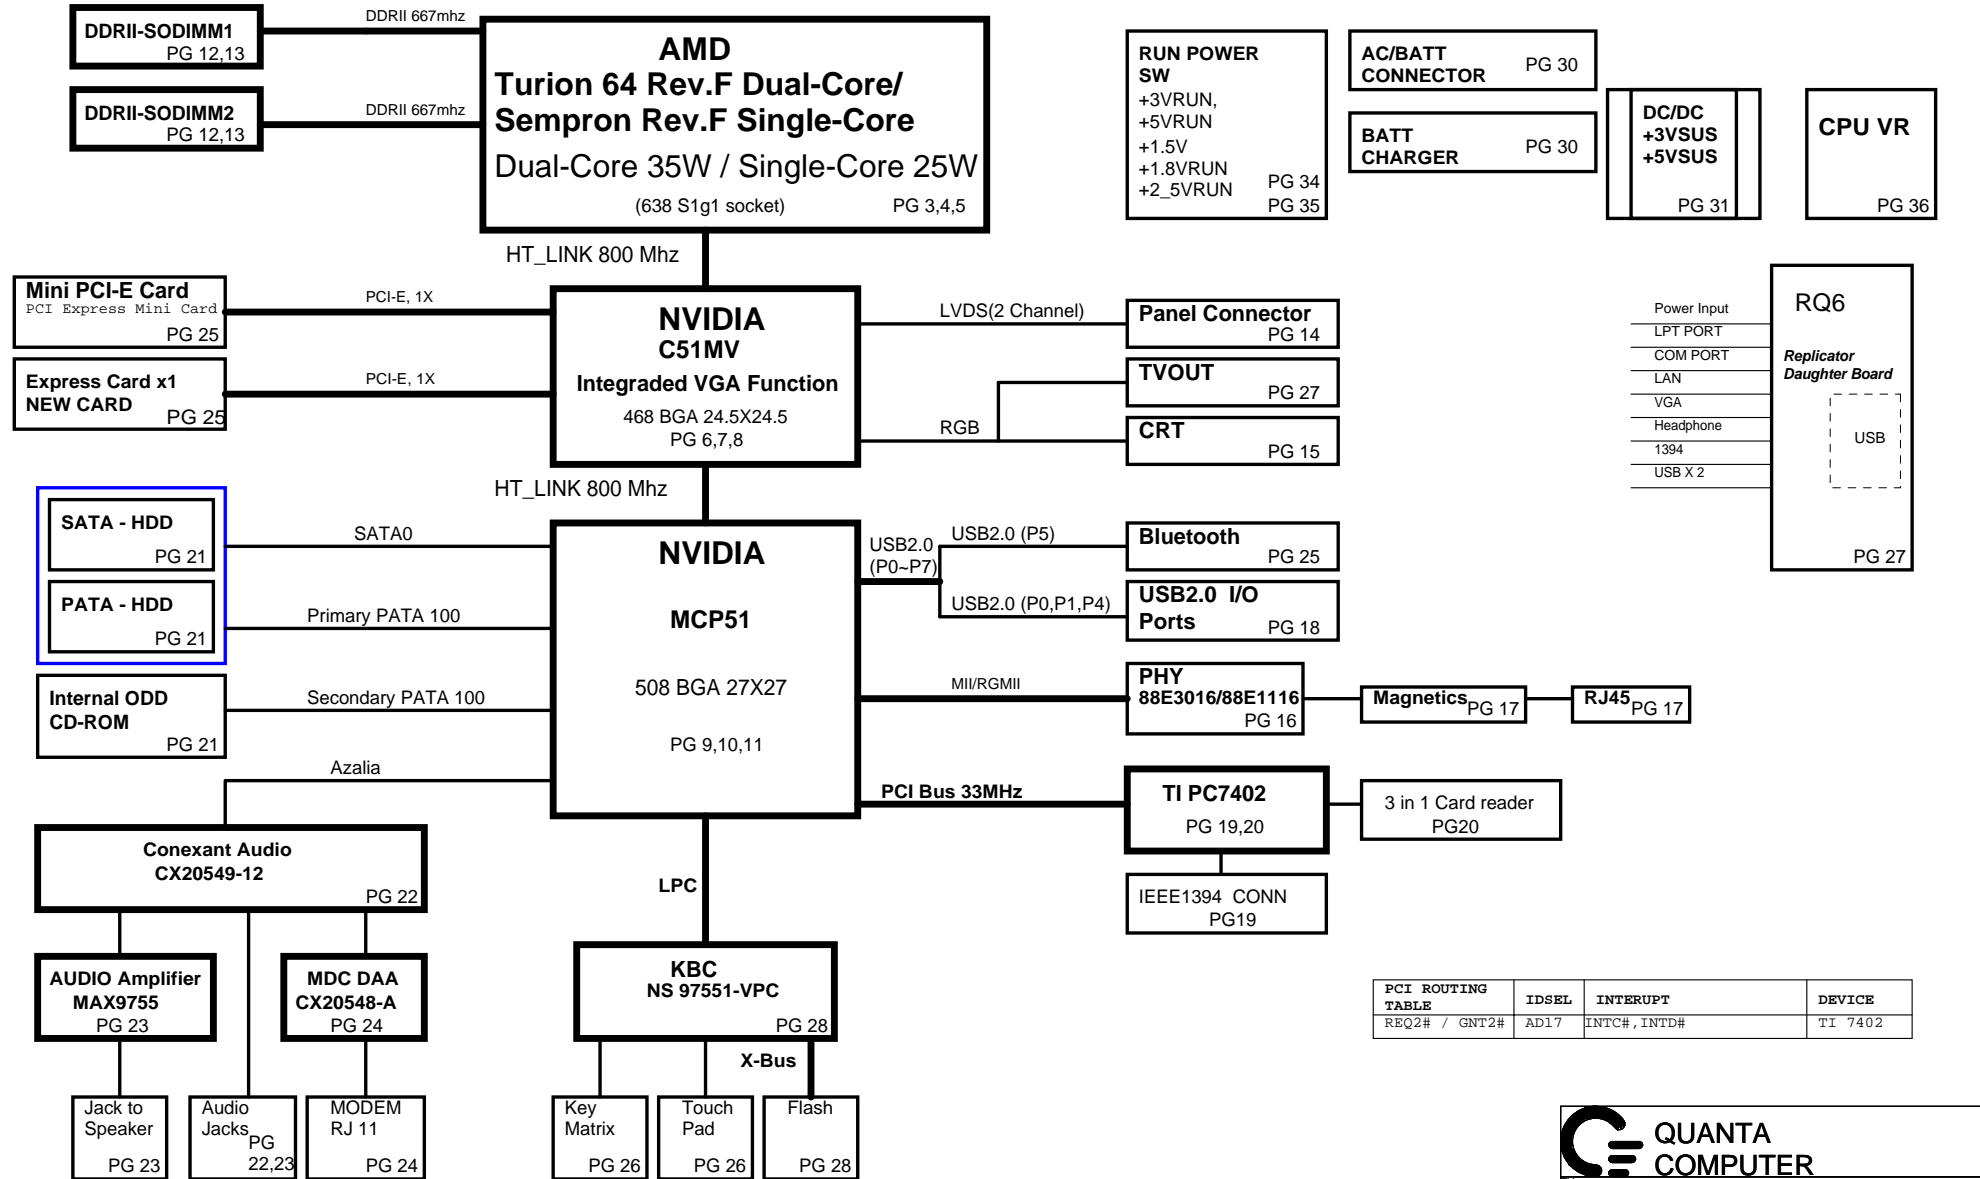 DDRII-SODIMM1
PG 12,13
DDRII 667mhz
DDRII-SODIMM2
PG 12,13
DDRII 667mhz
AMD
Turion 64 Rev.F Dual-Core/
Sempron Rev.F Single-Core
Dual-Core 35W / Single-Core 25W
(638 S1g1 socket)
PG 3,4,5
RUN POWER
SW
+3VRUN,
+5VRUN
+1.5V
+1.8VRUN
+2_5VRUN
PG 34
PG 35
AC/BATT
CONNECTOR
PG 30
BATT
CHARGER
PG 30
DC/DC
+3VSUS
+5VSUS
PG 31
CPU VR
PG 36
HT_LINK 800 Mhz
Mini PCI-E Card
PCI Express Mini Card
PG 25
PCI-E, 1X
Express Card x1
NEW CARD
PG 25
PCI-E, 1X
NVIDIA
C51MV
Integraded VGA Function
468 BGA 24.5X24.5
PG 6,7,8
LVDS(2 Channel)
Panel Connector
PG 14
TVOUT
PG 27
RGB
CRT
PG 15
Power Input
LPT PORT
COM PORT
LAN
VGA
Headphone
1394
USB X 2
RQ6
Replicator
Daughter Board
USB
PG 27
HT_LINK 800 Mhz
SATA - HDD
PG 21
SATA0
PATA - HDD
PG 21
Primary PATA 100
Internal ODD
CD-ROM
PG 21
Secondary PATA 100
Azalia
NVIDIA
MCP51
508 BGA 27X27
PG 9,10,11
USB2.0
(P0~P7)
USB2.0 (P5)
Bluetooth
PG 25
USB2.0 (P0,P1,P4)
USB2.0 I/O
Ports
PG 18
MII/RGMII
PHY
88E3016/88E1116
PG 16
Magnetics
PG 17
RJ45
PG 17
PCI Bus 33MHz
TI PC7402
PG 19,20
3 in 1 Card reader
PG20
IEEE1394 CONN
PG19
Conexant Audio
CX20549-12
PG 22
LPC
AUDIO Amplifier
MAX9755
PG 23
MDC DAA
CX20548-A
PG 24
KBC
NS 97551-VPC
PG 28
X-Bus
Jack to
Speaker
PG 23
Audio
Jacks
PG
22,23
MODEM
RJ 11
PG 24
Key
Matrix
PG 26
Touch
Pad
PG 26
Flash
PG 28
PCI ROUTING
TABLE
IDSEL
INTERUPT
DEVICE
REQ2# / GNT2#
AD17
INTC#,INTD#
TI 7402
QUANTA
COMPUTER